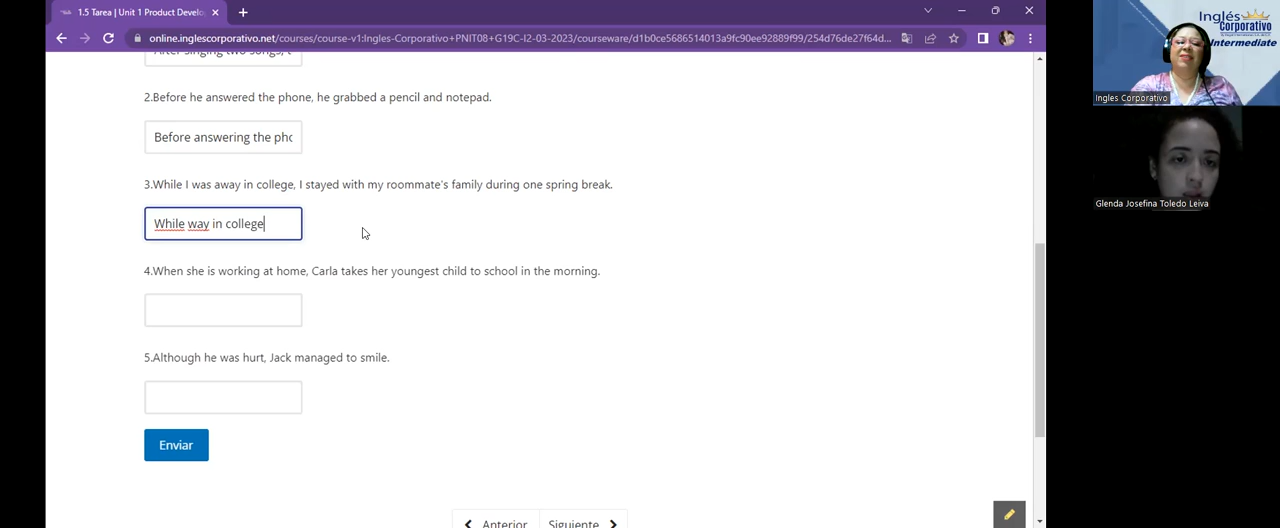 1.5 Tarea | Unit 1 Product Develo
online.inglescorporativo.net/courses/course-v1:Ingles-Corporativo+PNIT08+G19C-I2-03-2023/courseware/d1b0ce5686514013a9fc90ee92889f99/254d76de27f64d...
After singing two songs, t
2.Before he answered the phone, he grabbed a pencil and notepad.
Before answering the pho
3.While I was away in college, I stayed with my roommate's family during one spring break.
While way in college
4.When she is working at home, Carla takes her youngest child to school in the morning.
5.Although he was hurt, Jack managed to smile.
Enviar
Anterior
Siguiente
Inglés
Corporativo
Intermediate
Ingles Corporativo
Glenda Josefina Toledo Leiva